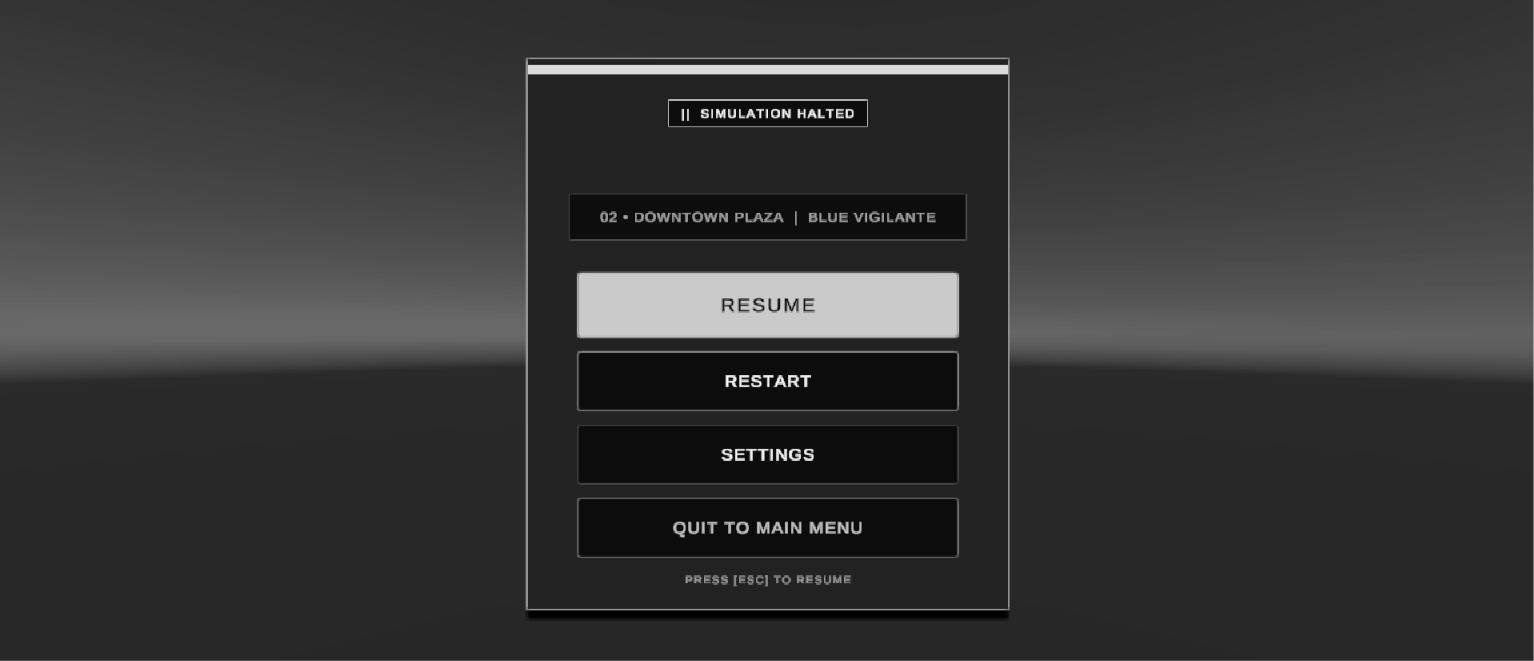 || SIMULATION HALTED
02 • DOWNTOWN PLAZA | BLUE VIGILANTE
RESUME
RESTART
SETTINGS
QUIT TO MAIN MENU
PRESS [ESC] TO RESUME